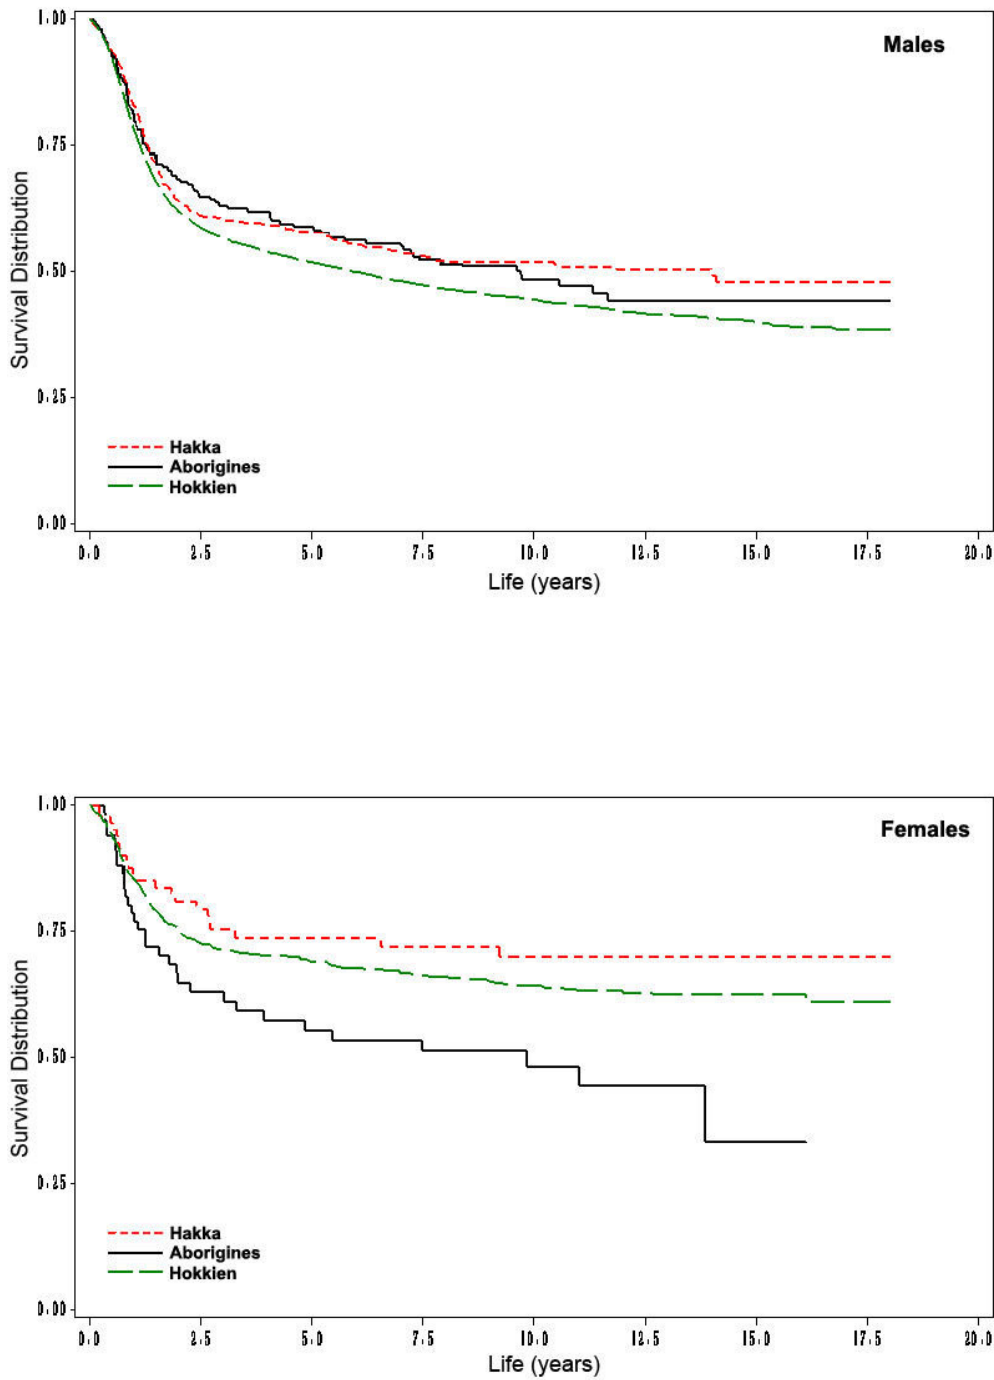 Males
1.00
0.75
0.50
0.25
0.00
Survival Distribution
Hakka
Aborigines
Hokkien
0.0 2.5 5.0 7.5 10.0 12.5 15.0 17.5 20.0
Life (years)
Females
1.00
0.75
0.50
0.25
0.00
Survival Distribution
Hakka
Aborigines
Hokkien
0.0 2.5 5.0 7.5 10.0 12.5 15.0 17.5 20.0
Life (years)